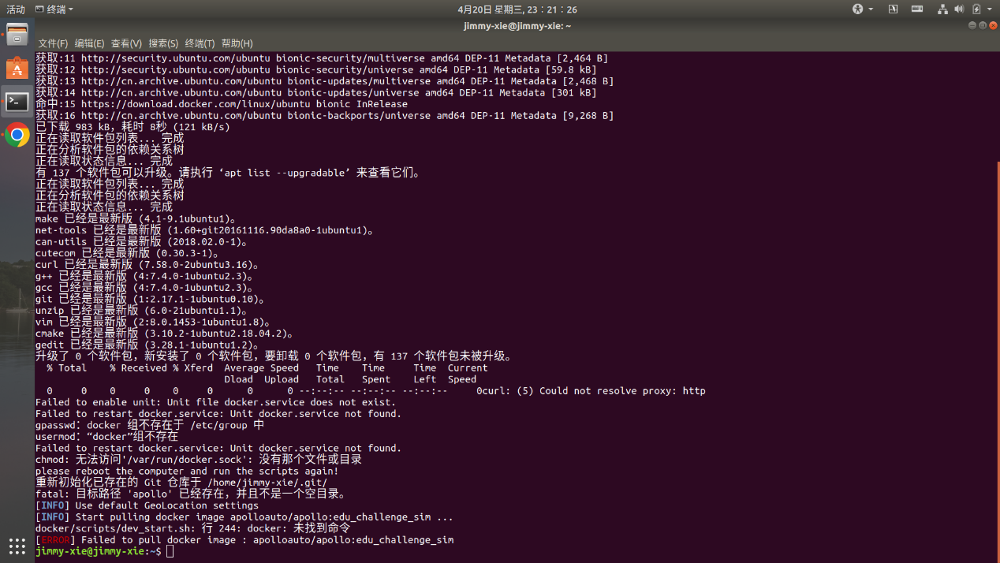 活动 终端 4月20日 星期三, 23:21:26
jimmy-xie@jimmy-xie: ~
文件(F) 编辑(E) 查看(V) 搜索(S) 终端(T) 帮助(H)
获取:11 http://security.ubuntu.com/ubuntu bionic-security/multiverse amd64 DEP-11 Metadata [2,464 B]
获取:12 http://security.ubuntu.com/ubuntu bionic-security/universe amd64 DEP-11 Metadata [59.8 kB]
获取:13 http://cn.archive.ubuntu.com/ubuntu bionic-updates/multiverse amd64 DEP-11 Metadata [2,468 B]
获取:14 http://cn.archive.ubuntu.com/ubuntu bionic-updates/universe amd64 DEP-11 Metadata [301 kB]
命中:15 https://download.docker.com/linux/ubuntu bionic InRelease
获取:16 http://cn.archive.ubuntu.com/ubuntu bionic-backports/universe amd64 DEP-11 Metadata [9,268 B]
已下载 983 kB，耗时 8秒 (121 kB/s)
正在读取软件包列表... 完成
正在分析软件包的依赖关系树
正在读取状态信息... 完成
有 137 个软件包可以升级。请执行 ‘apt list --upgradable’ 来查看它们。
正在读取软件包列表... 完成
正在分析软件包的依赖关系树
正在读取状态信息... 完成
make 已经是最新版 (4.1-9.1ubuntu1)。
net-tools 已经是最新版 (1.60+git20161116.90da8a0-1ubuntu1)。
can-utils 已经是最新版 (2018.02.0-1)。
cutecom 已经是最新版 (0.30.3-1)。
curl 已经是最新版 (7.58.0-2ubuntu3.16)。
g++ 已经是最新版 (4:7.4.0-1ubuntu2.3)。
gcc 已经是最新版 (4:7.4.0-1ubuntu2.3)。
git 已经是最新版 (1:2.17.1-1ubuntu0.10)。
unzip 已经是最新版 (6.0-21ubuntu1.1)。
vim 已经是最新版 (2:8.0.1453-1ubuntu1.8)。
cmake 已经是最新版 (3.10.2-1ubuntu2.18.04.2)。
gedit 已经是最新版 (3.28.1-1ubuntu1.2)。
升级了 0 个软件包，新安装了 0 个软件包，要卸载 0 个软件包，有 137 个软件包未被升级。
% Total % Received % Xferd Average Speed Time Time Time Current
Dload Upload Total Spent Left Speed
0 0 0 0 0 0 0 0 --:--:-- --:--:-- --:--:-- 0curl: (5) Could not resolve proxy: http
Failed to enable unit: Unit file docker.service does not exist.
Failed to restart docker.service: Unit docker.service not found.
gpasswd：docker 组不存在于 /etc/group 中
usermod：“docker”组不存在
Failed to restart docker.service: Unit docker.service not found.
chmod: 无法访问'/var/run/docker.sock': 没有那个文件或目录
please reboot the computer and run the scripts again!
重新初始化已存在的 Git 仓库于 /home/jimmy-xie/.git/
fatal: 目标路径 'apollo' 已经存在，并且不是一个空目录。
[INFO] Use default GeoLocation settings
[INFO] Start pulling docker image apolloauto/apollo:edu_challenge_sim ...
docker/scripts/dev_start.sh: 行 244: docker: 未找到命令
[ERROR] Failed to pull docker image : apolloauto/apollo:edu_challenge_sim
jimmy-xie@jimmy-xie:~$